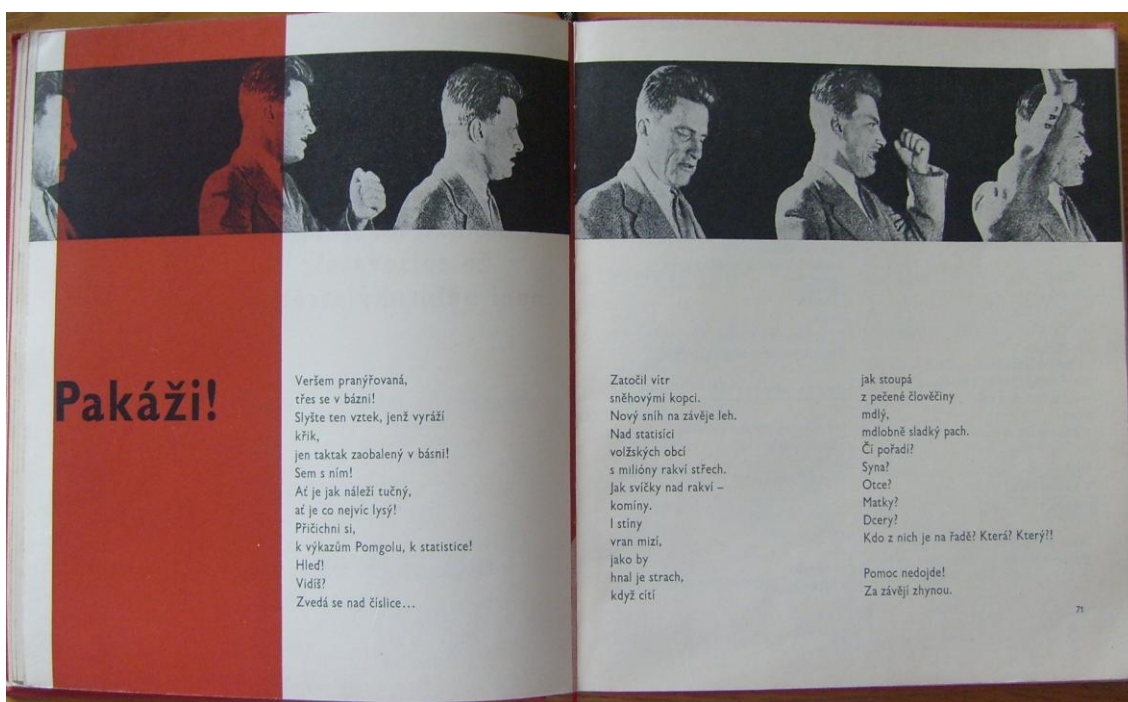 Pakáži!
Veršem pranýřovaná,
třes se v bázni!
Slyšte ten vztek, jenž vyráží
křik,
jen taktak zaobalený v básni!
Sem s ním!
Ať je jak náleží tučný,
ať je co nejvíc lysý!
Přičichni si,
k výkazům Pomgolu, k statistice!
Hleď!
Vidíš?
Zvedá se nad číslice...
Zatočil vítr
sněhovými kopci.
Nový sníh na závěje leh.
Nad statisíci
volžských obcí
s milióny rakví střech.
Jak svíčky nad rakví –
komíny.
I stíny
vran mizí,
jako by
hnal je strach,
když cítí
jak stoupá
z pečené člověčiny
mdlý,
mdlobně sladký pach.
Čí pořadí?
Syna?
Otce?
Matky?
Dcery?
Kdo z nich je na řadě? Která? Který?!
Pomoc nedojde!
Za závějí zhynou.
71